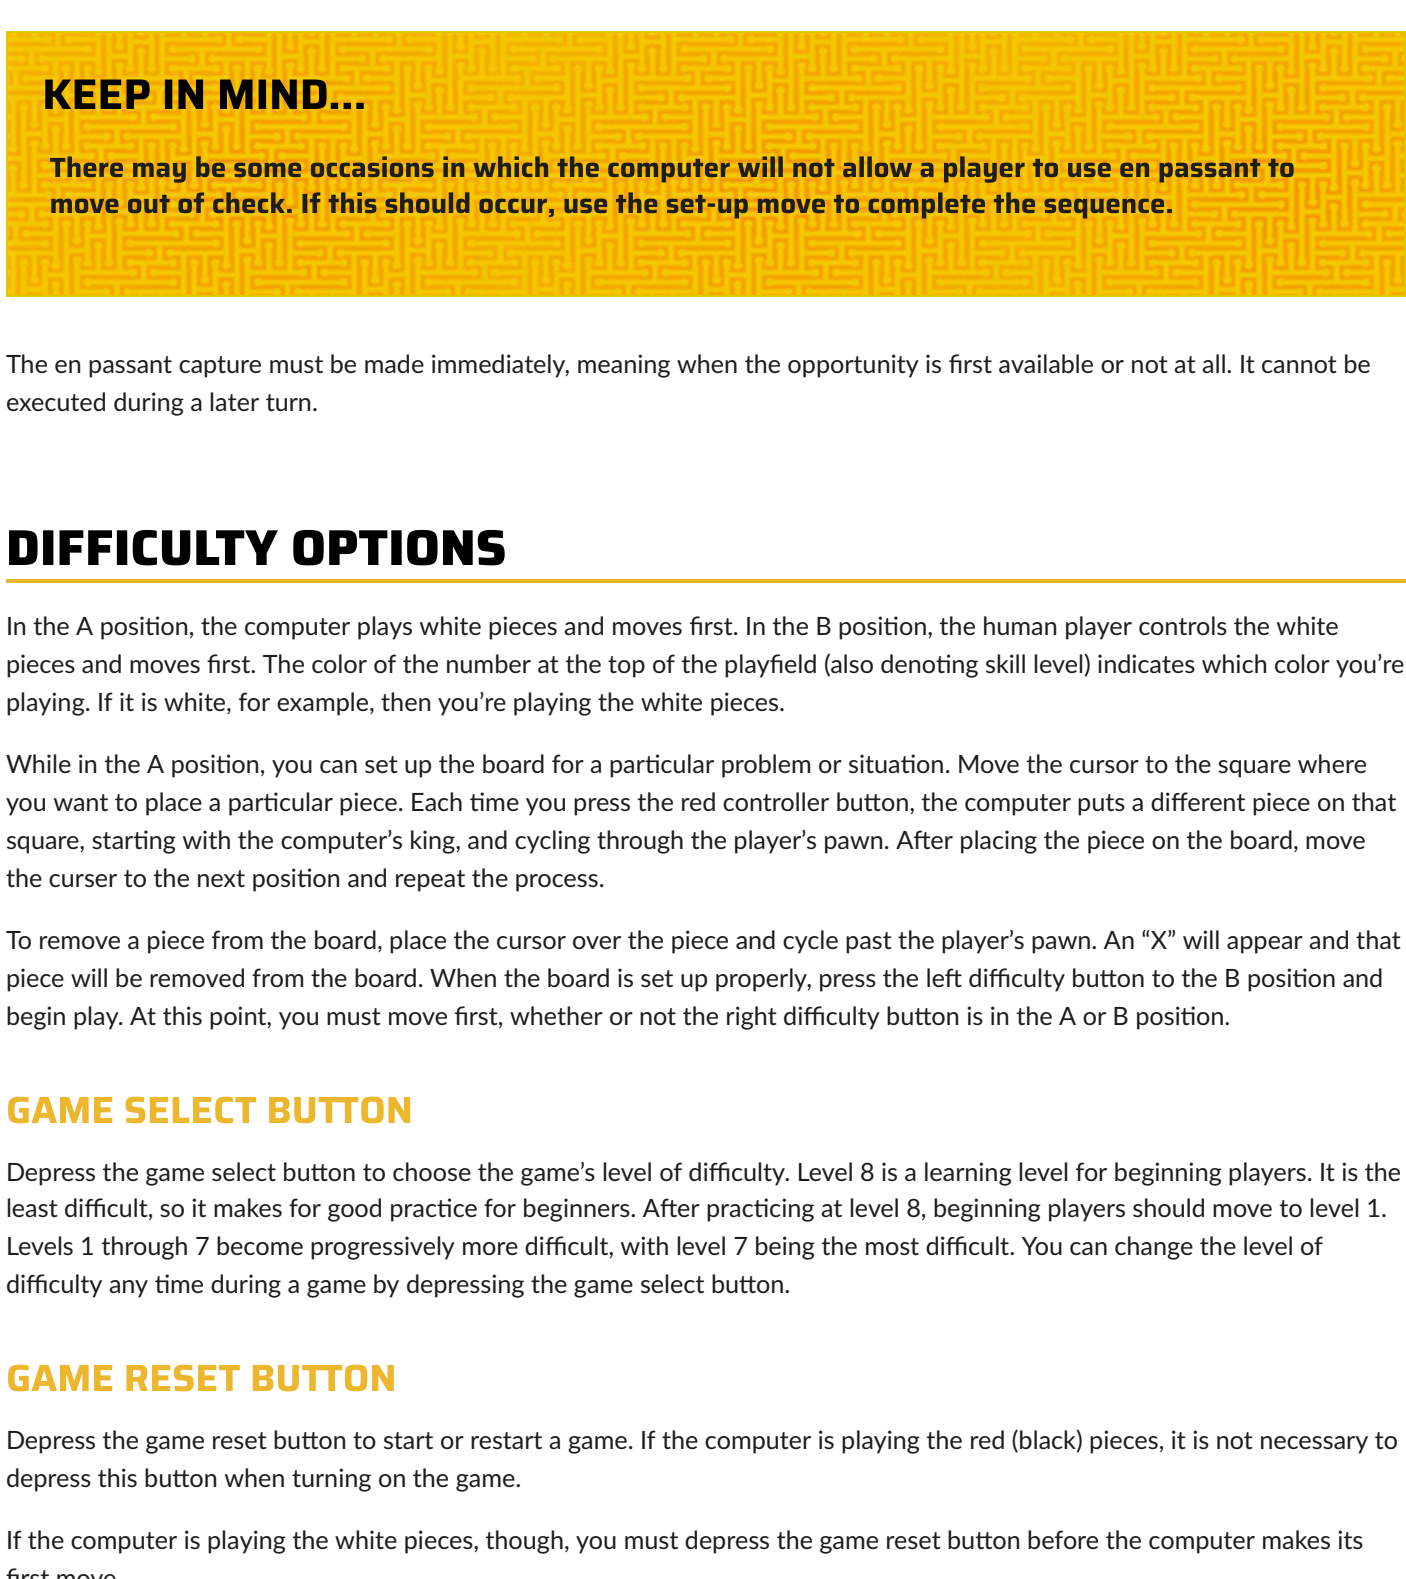 KEEP IN MIND...
There may be some occasions in which the computer will not allow a player to use en passant to
move out of check. If this should occur, use the set-up move to complete the sequence.
The en passant capture must be made immediately, meaning when the opportunity is first available or not at all. It cannot be
executed during a later turn.
DIFFICULTY OPTIONS
In the A position, the computer plays white pieces and moves first. In the B position, the human player controls the white
pieces and moves first. The color of the number at the top of the playfield (also denoting skill level) indicates which color you’re
playing. If it is white, for example, then you’re playing the white pieces.
While in the A position, you can set up the board for a particular problem or situation. Move the cursor to the square where
you want to place a particular piece. Each time you press the red controller button, the computer puts a different piece on that
square, starting with the computer’s king, and cycling through the player’s pawn. After placing the piece on the board, move
the curser to the next position and repeat the process.
To remove a piece from the board, place the cursor over the piece and cycle past the player’s pawn. An “X” will appear and that
piece will be removed from the board. When the board is set up properly, press the left difficulty button to the B position and
begin play. At this point, you must move first, whether or not the right difficulty button is in the A or B position.
GAME SELECT BUTTON
Depress the game select button to choose the game’s level of difficulty. Level 8 is a learning level for beginning players. It is the
least difficult, so it makes for good practice for beginners. After practicing at level 8, beginning players should move to level 1.
Levels 1 through 7 become progressively more difficult, with level 7 being the most difficult. You can change the level of
difficulty any time during a game by depressing the game select button.
GAME RESET BUTTON
Depress the game reset button to start or restart a game. If the computer is playing the red (black) pieces, it is not necessary to
depress this button when turning on the game.
If the computer is playing the white pieces, though, you must depress the game reset button before the computer makes its
first move.